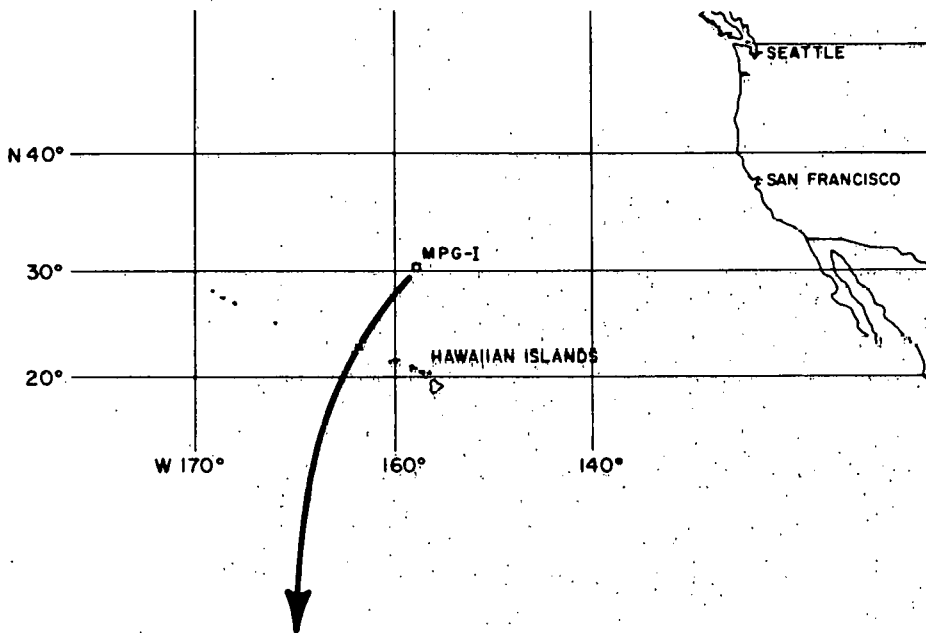 SEATTLE
N 40°
SAN FRANCISCO
MPG-I
30°
HAWAIIAN ISLANDS
20°
W 170° 160° 140°